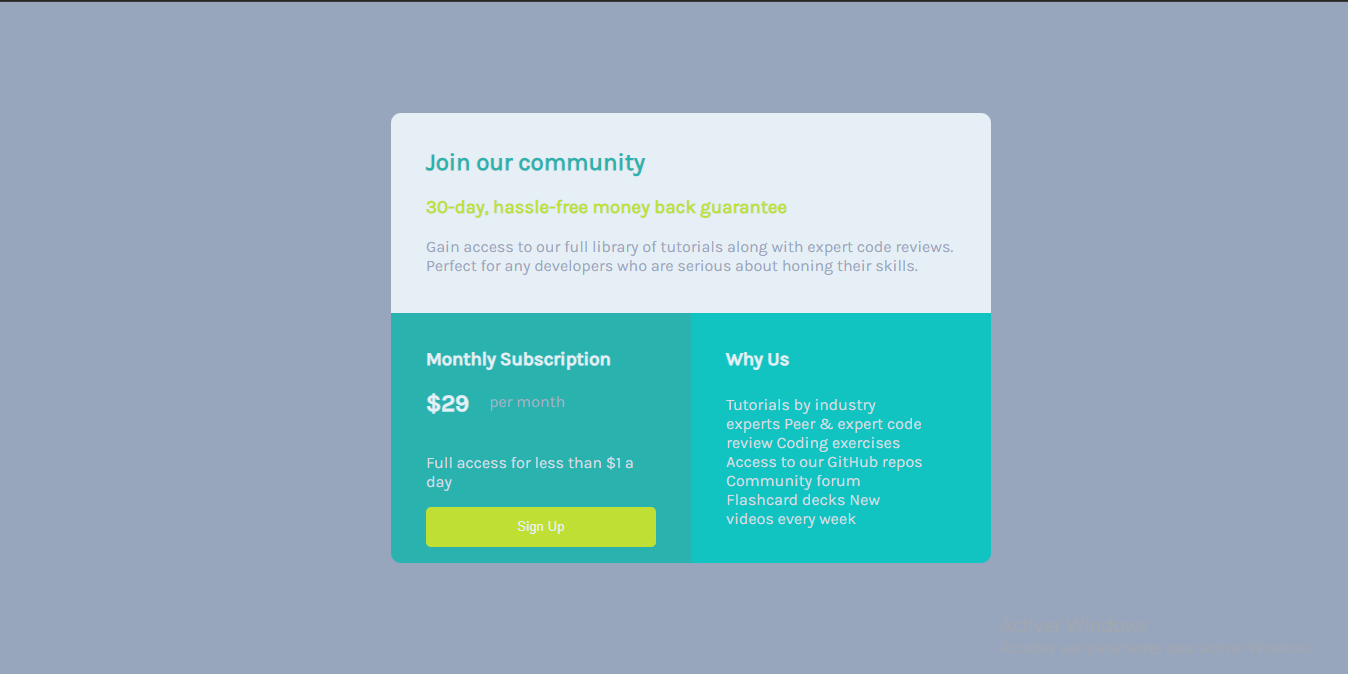 Join our community
30-day, hassle-free money back guarantee
Gain access to our full library of tutorials along with expert code reviews.
Perfect for any developers who are serious about honing their skills.
Monthly Subscription
$29 per month
Full access for less than $1 a
day
Sign Up
Why Us
Tutorials by industry
experts Peer & expert code
review Coding exercises
Access to our GitHub repos
Community forum
Flashcard decks New
videos every week
Activer Windows